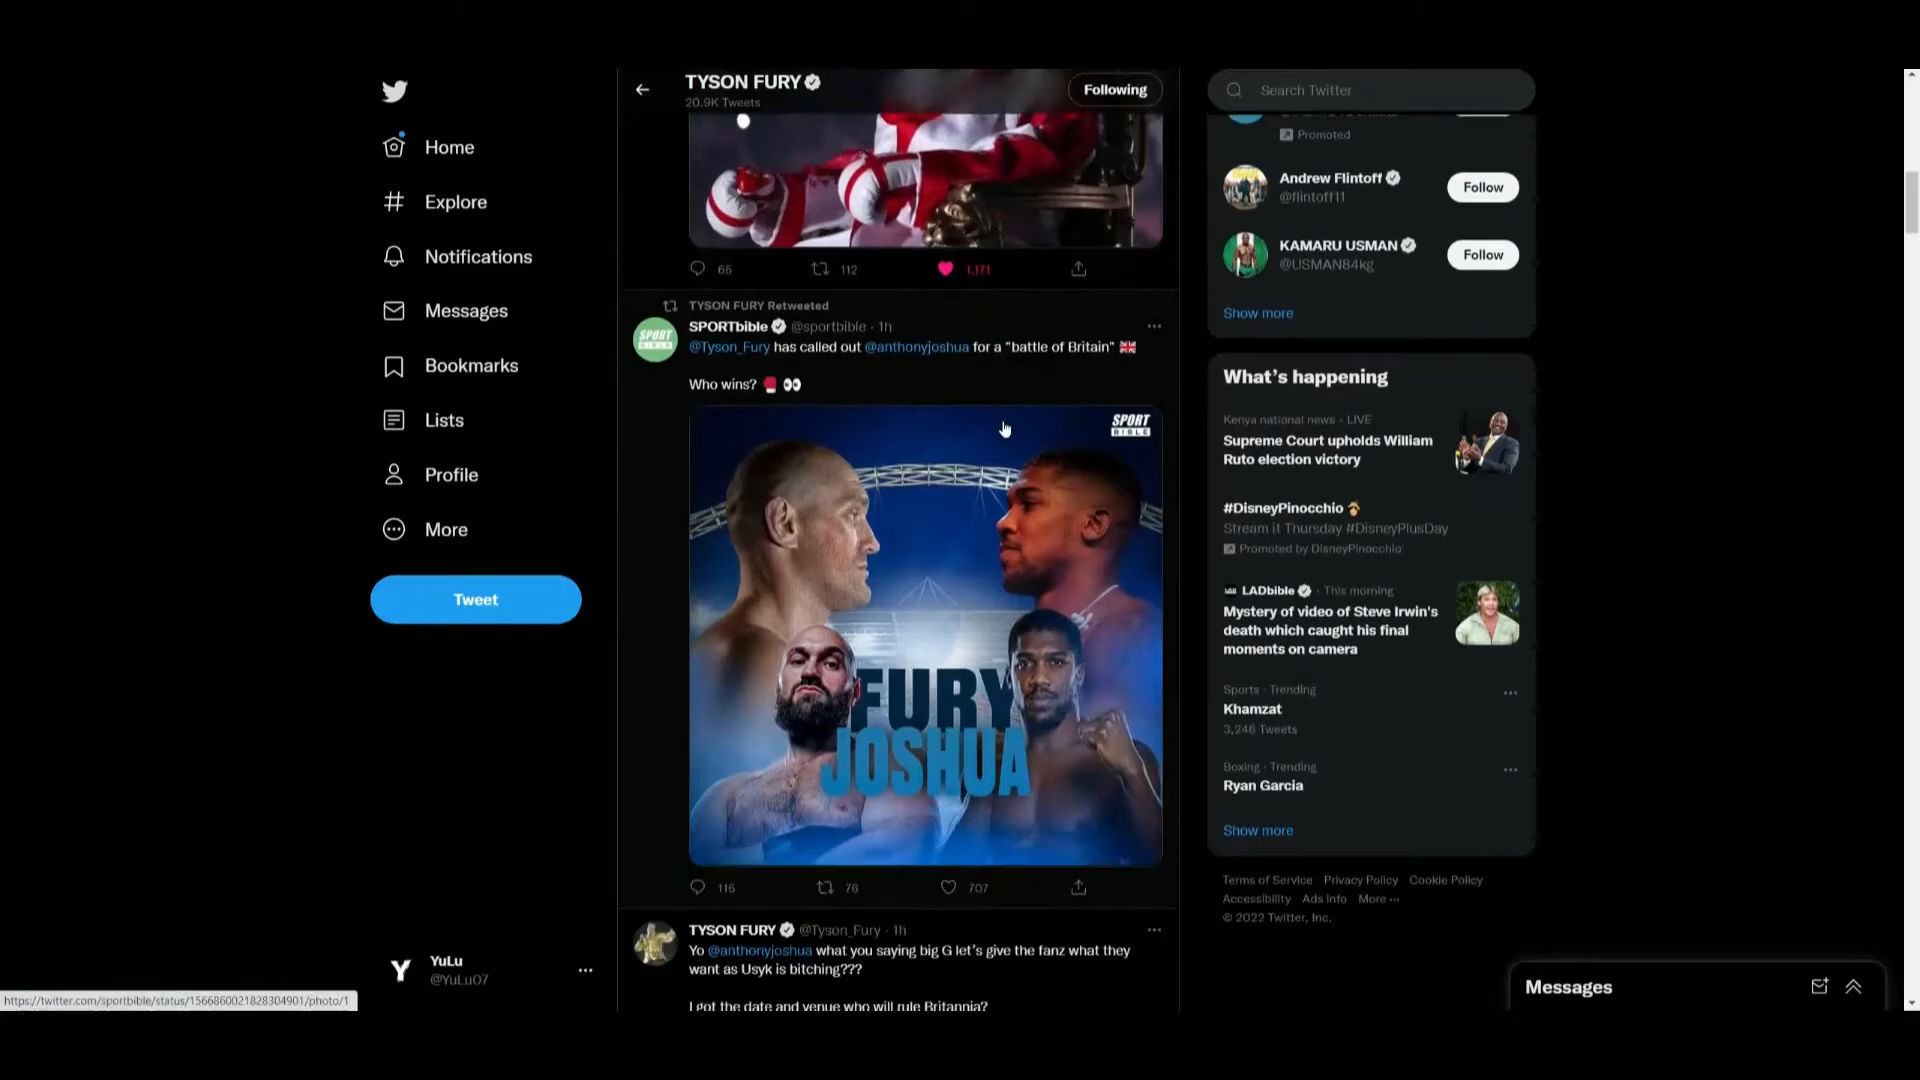 Home
Explore
Notifications
Messages
Bookmarks
Lists
Profile
More
Tweet
YuLu
@YuLu07
https://twitter.com/sportbible/status/1566860021828304901/photo/1
TYSON FURY
20.9K Tweets
Following
65
112
1,171
TYSON FURY Retweeted
SPORTbible @sportbible · 1h
@Tyson_Fury has called out @anthonyjoshua for a "battle of Britain" 🇬🇧
Who wins? 🥊 👀
SPORT
BIBLE
SPORT
BIBLE
FURY
JOSHUA
116
76
707
TYSON FURY @Tyson_Fury · 1h
Yo @anthonyjoshua what you saying big G let's give the fanz what they
want as Usyk is bitching???
I got the date and venue who will rule Britannia?
Search Twitter
Promoted
Andrew Flintoff
@flintoff11
Follow
KAMARU USMAN
@USMAN84kg
Follow
Show more
What's happening
Kenya national news · LIVE
Supreme Court upholds William
Ruto election victory
#DisneyPinocchio
Stream it Thursday #DisneyPlusDay
Promoted by DisneyPinocchio
LADbible · This morning
Mystery of video of Steve Irwin's
death which caught his final
moments on camera
Sports · Trending
Khamzat
3,246 Tweets
Boxing · Trending
Ryan Garcia
Show more
Terms of Service Privacy Policy Cookie Policy
Accessibility Ads info More ···
© 2022 Twitter, Inc.
Messages